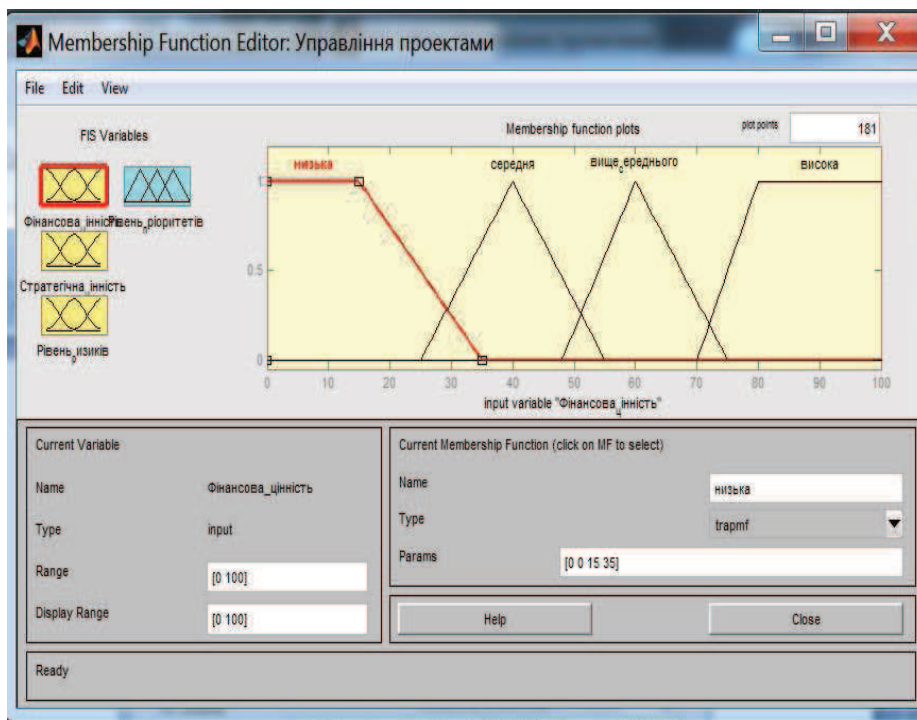 Membership Function Editor: Управління проектами
File Edit View
FIS Variables
Membership function plots
plot points
181
низька
середня
вище_середнього
висока
Фінансова_цінність
Рівень_пріоритетів
Стратегічна_цінність
Рівень_ризиків
1
0.5
0
0 10 20 30 40 50 60 70 80 90 100
input variable "Фінансова_цінність"
Current Variable
Name Фінансова_цінність
Type input
Range [0 100]
Display Range [0 100]
Current Membership Function (click on MF to select)
Name низька
Type trapmf
Params [0 0 15 35]
Help Close
Ready